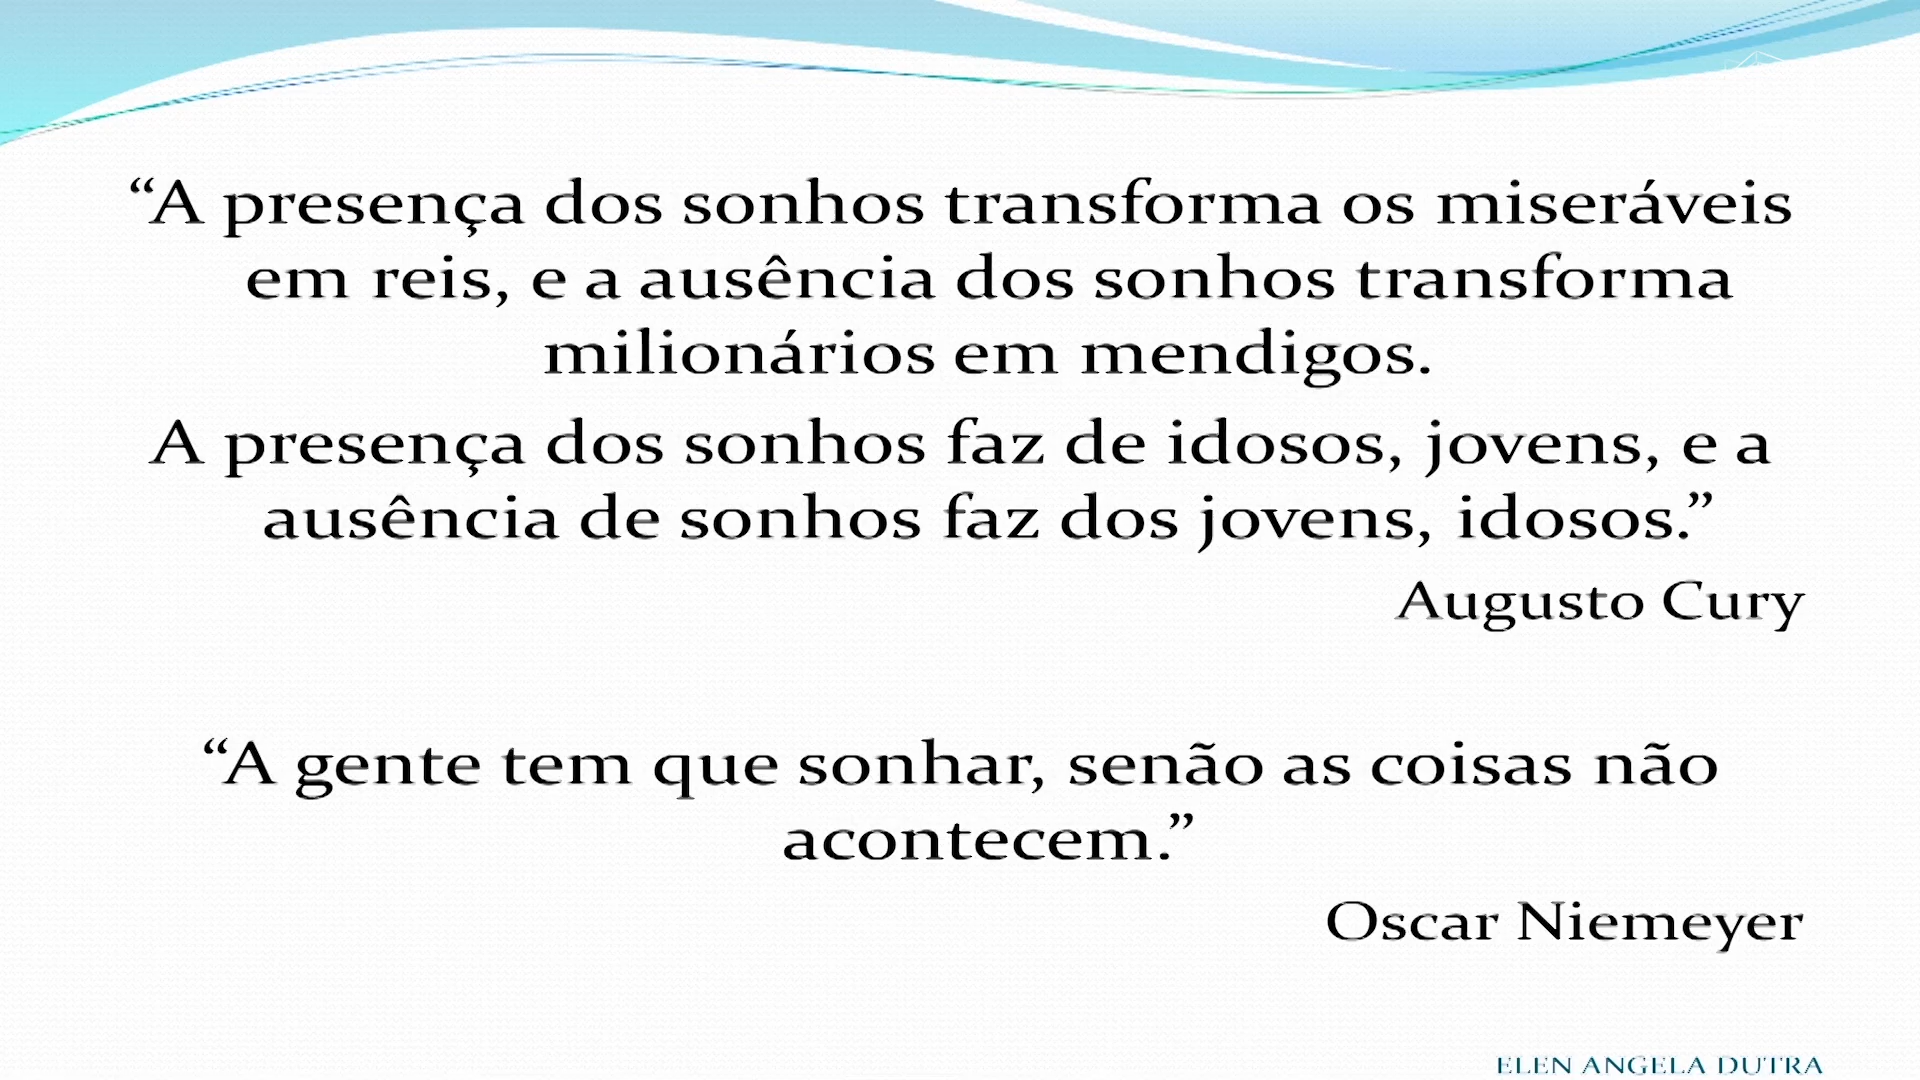 “A presença dos sonhos transforma os miseráveis
em reis, e a ausência dos sonhos transforma
milionários em mendigos.
A presença dos sonhos faz de idosos, jovens, e a
ausência de sonhos faz dos jovens, idosos.”
Augusto Cury
“A gente tem que sonhar, senão as coisas não
acontecem.”
Oscar Niemeyer
ELEN ANGELA DUTRA